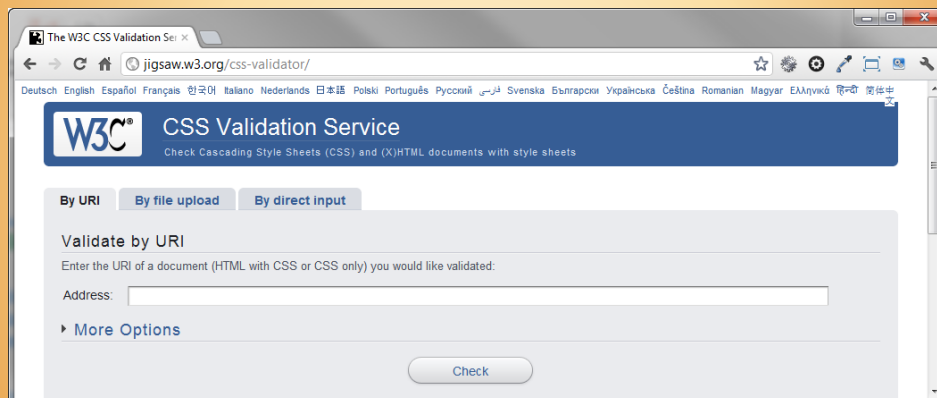 The W3C CSS Validation Ser
jigsaw.w3.org/css-validator/
Deutsch English Español Français 한국어 Italiano Nederlands 日本語 Polski Português Русский فارسی Svenska Български Українська Čeština Romanian Magyar Ελληνικά हिन्दी 简体中
文
W3C® CSS Validation Service
Check Cascading Style Sheets (CSS) and (X)HTML documents with style sheets
By URI By file upload By direct input
Validate by URI
Enter the URI of a document (HTML with CSS or CSS only) you would like validated:
Address:
More Options
Check